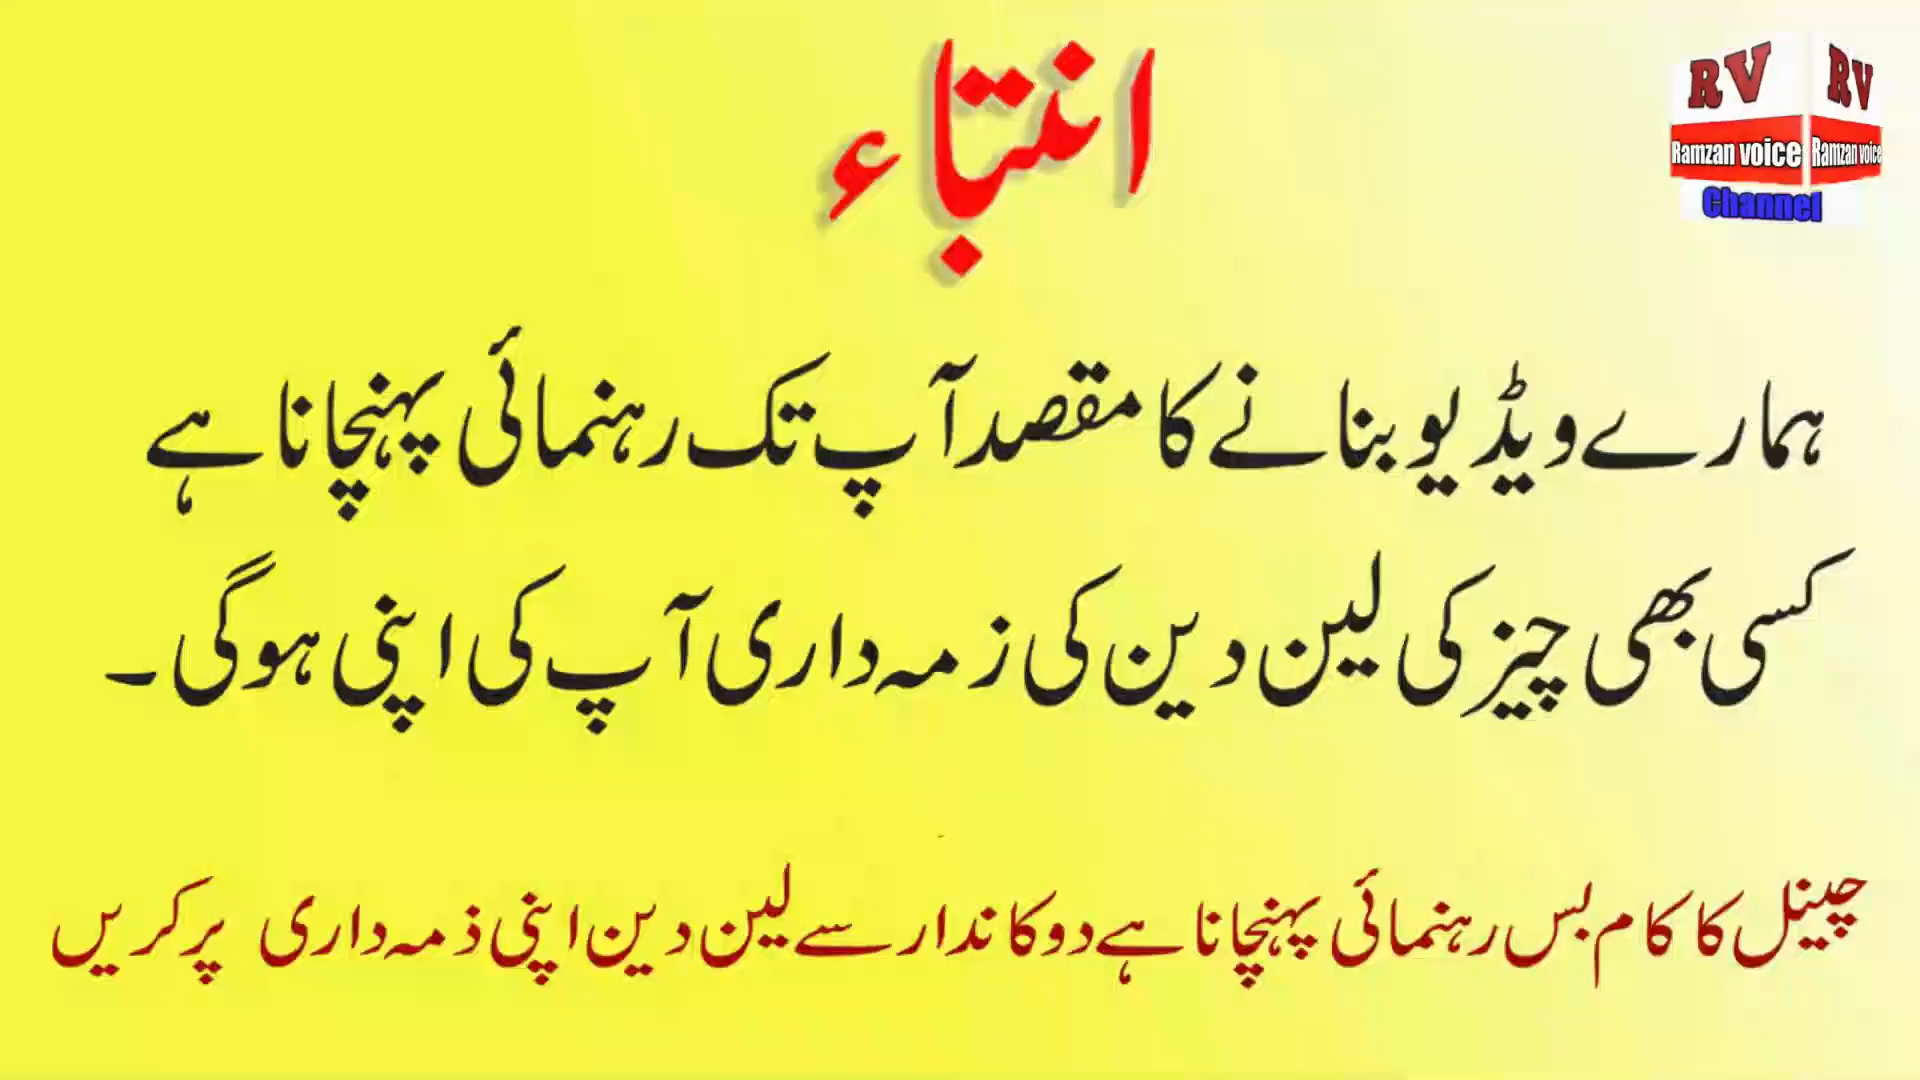 انتباء
RV RV
Ramzan voice Ramzan voice
Channel
ہمارے ویڈیو بنانے کا مقصد آپ تک رہنمائی پہنچانا ہے
کسی بھی چیز کی لین دین کی زمہ داری آپ کی اپنی ہوگی۔
چینل کا کام بس رہنمائی پہنچانا ہے دوکاندار سے لین دین اپنی ذمہ داری پر کریں